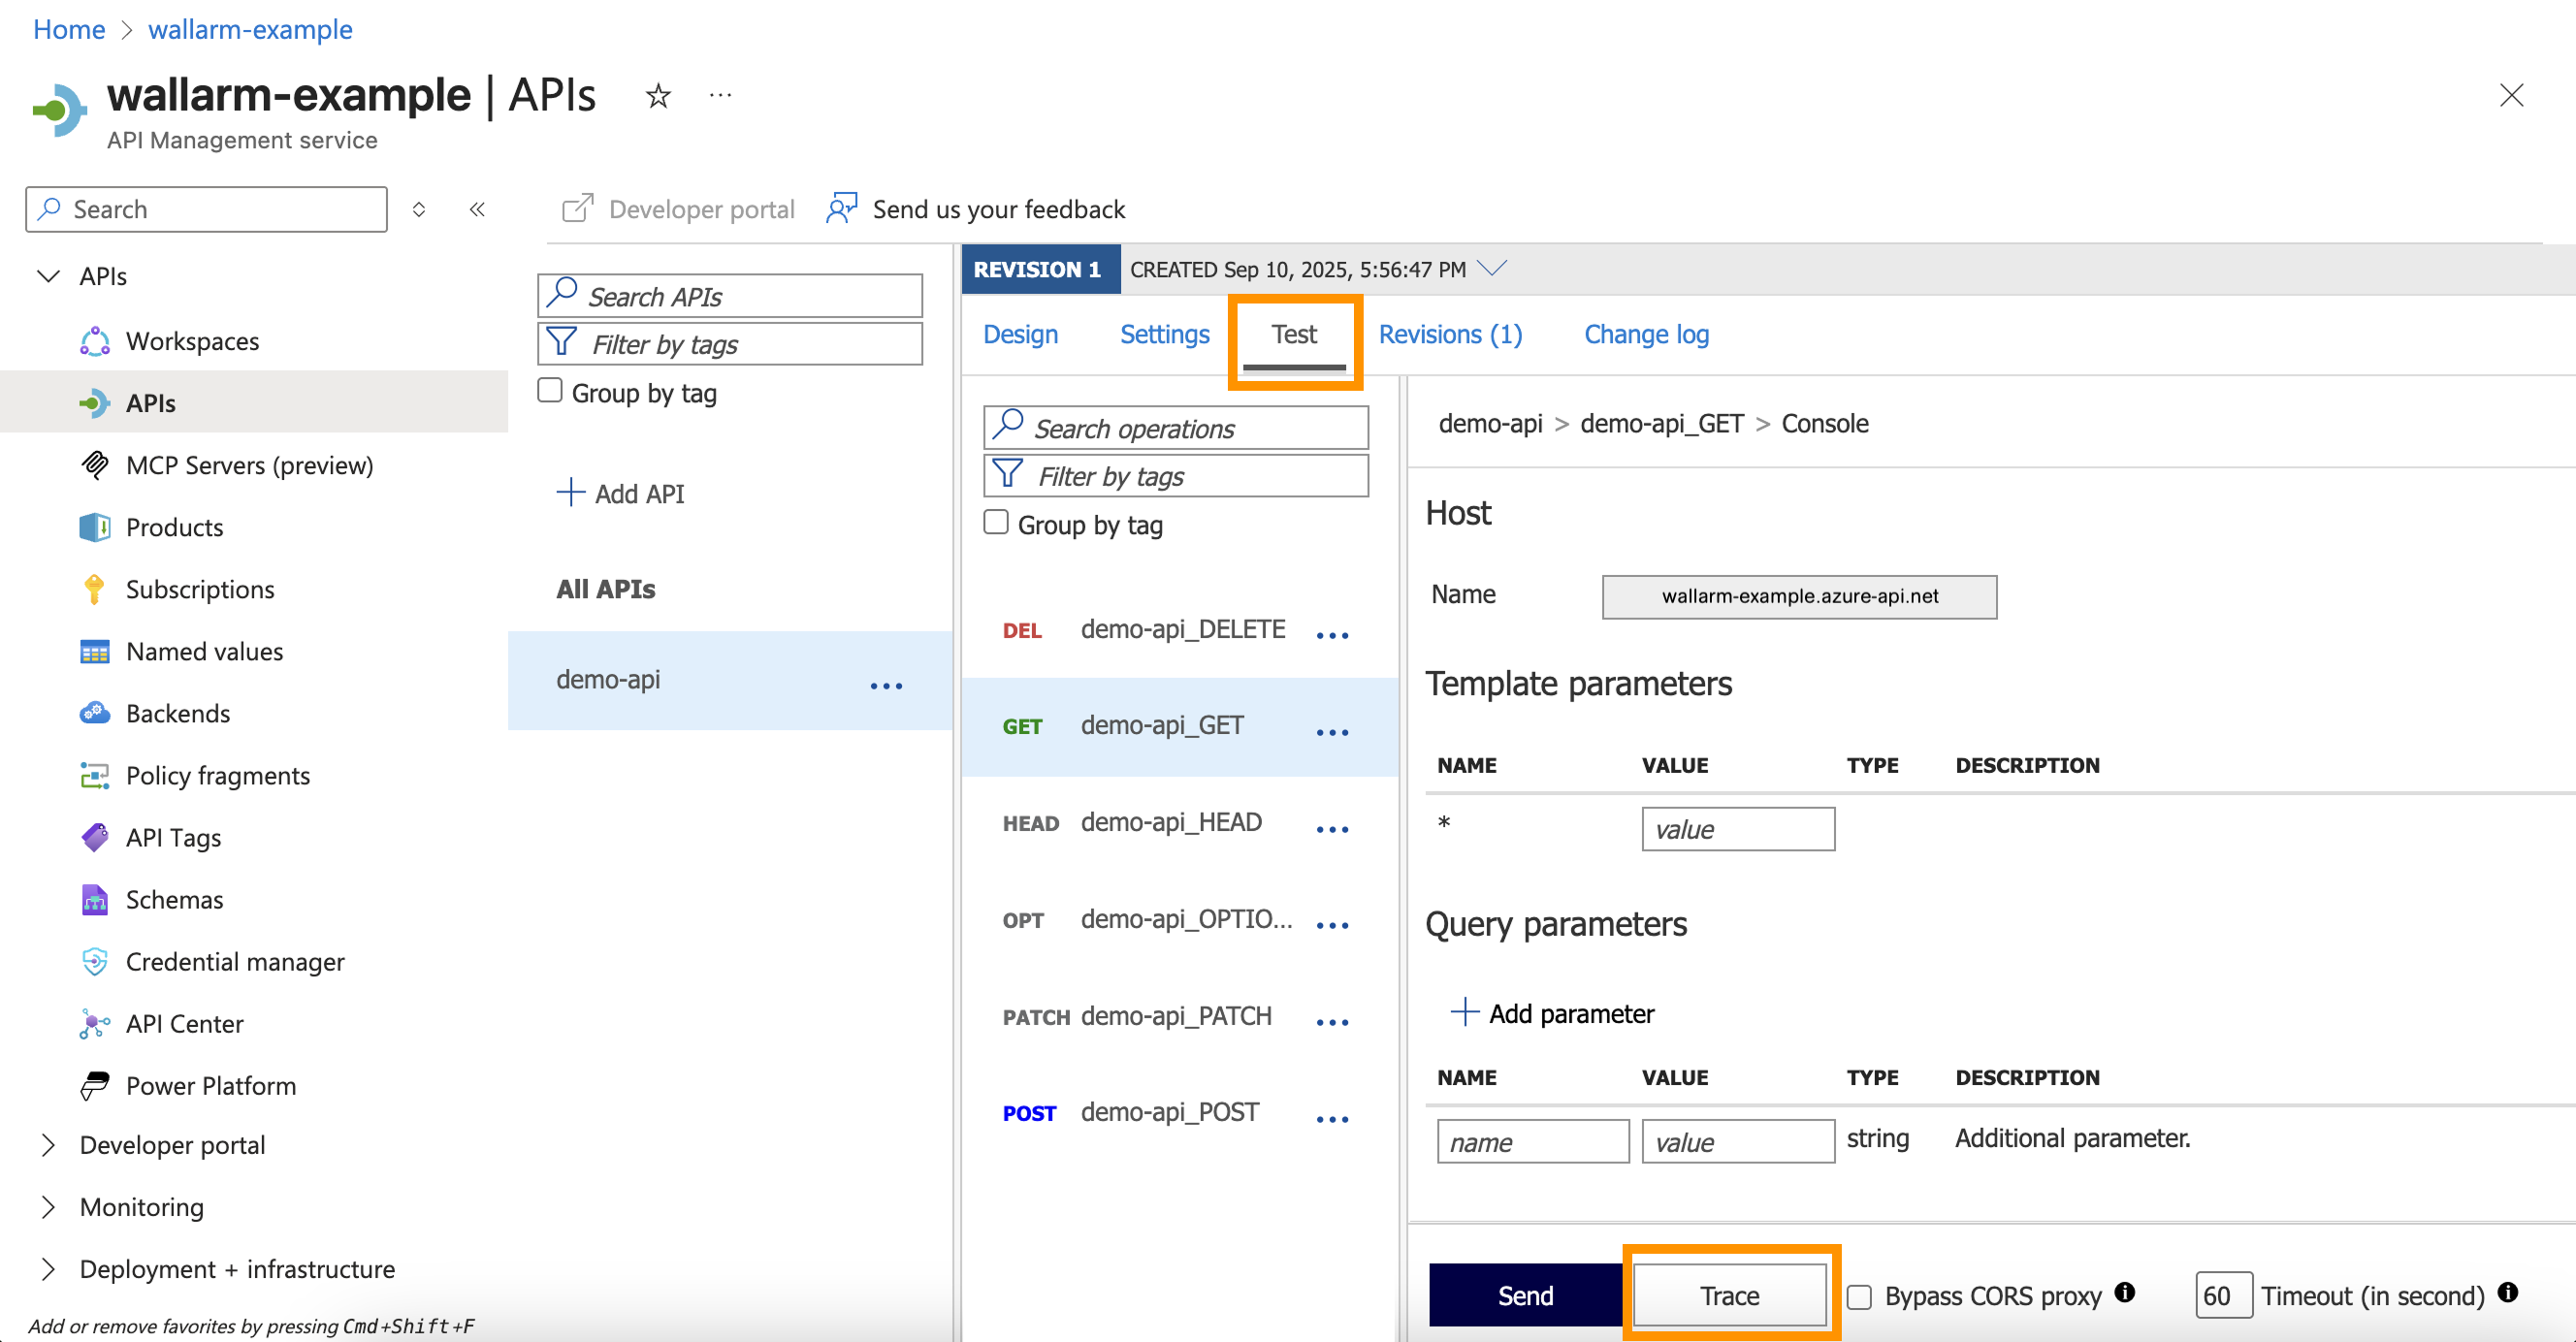 Home > wallarm-example
wallarm-example | APIs
API Management service
Search
APIs
Workspaces
APIs
MCP Servers (preview)
Products
Subscriptions
Named values
Backends
Policy fragments
API Tags
Schemas
Credential manager
API Center
Power Platform
Developer portal
Monitoring
Deployment + infrastructure
Add or remove favorites by pressing Cmd+Shift+F
Developer portal
Send us your feedback
Search APIs
Filter by tags
Group by tag
Add API
All APIs
demo-api
REVISION 1 CREATED Sep 10, 2025, 5:56:47 PM
Design Settings Test Revisions (1) Change log
Search operations
Filter by tags
Group by tag
DEL demo-api_DELETE
GET demo-api_GET
HEAD demo-api_HEAD
OPT demo-api_OPTIO...
PATCH demo-api_PATCH
POST demo-api_POST
demo-api > demo-api_GET > Console
Host
Name wallarm-example.azure-api.net
Template parameters
NAME VALUE TYPE DESCRIPTION
* value
Query parameters
Add parameter
NAME VALUE TYPE DESCRIPTION
name value string Additional parameter.
Send Trace Bypass CORS proxy 60 Timeout (in second)